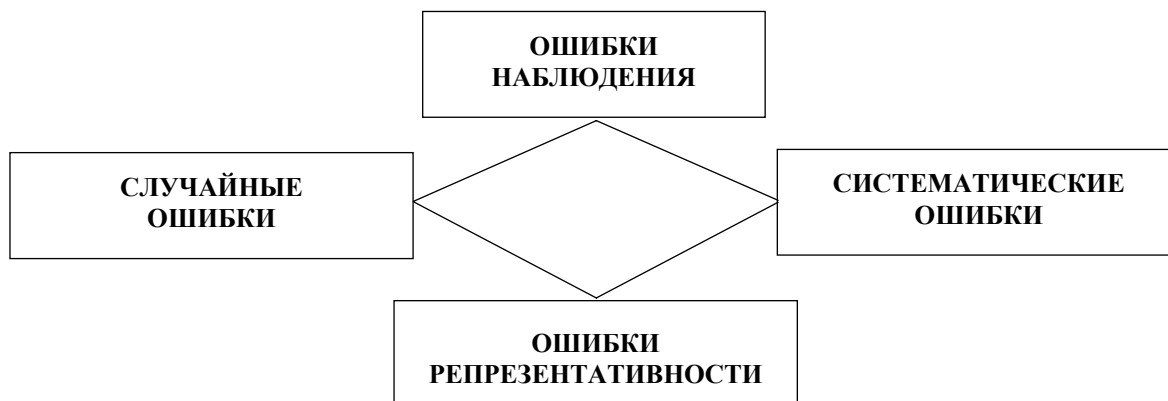 ОШИБКИ
НАБЛЮДЕНИЯ
СЛУЧАЙНЫЕ
ОШИБКИ
СИСТЕМАТИЧЕСКИЕ
ОШИБКИ
ОШИБКИ
РЕПРЕЗЕНТАТИВНОСТИ